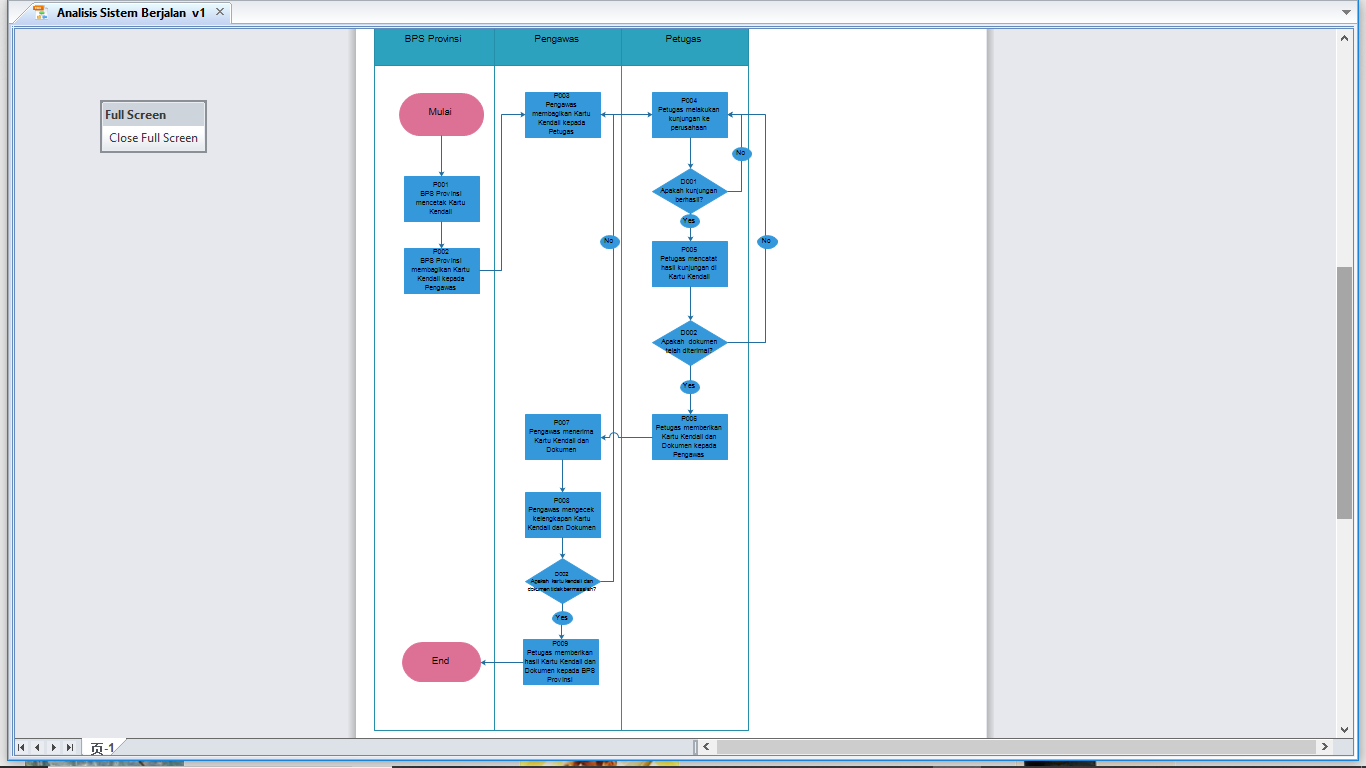 Analisis Sistem Berjalan v1
Full Screen
Close Full Screen
BPS Provinsi
Pengawas
Petugas
Mulai
P001
BPS Provinsi
mencetak Kartu
Kendali
P002
BPS Provinsi
membagikan Kartu
Kendali kepada
Pengawas
P003
Pengawas
membagikan Kartu
Kendali kepada
Petugas
P004
Petugas melakukan
kunjungan ke
perusahaan
No
D001
Apakah kunjungan
berhasil?
Yes
No
No
P005
Petugas mencatat
hasil kunjungan di
Kartu Kendali
D002
Apakah dokumen
telah diterima?
Yes
P006
Petugas memberikan
Kartu Kendali dan
Dokumen kepada
Pengawas
P007
Pengawas menerima
Kartu Kendali dan
Dokumen
P008
Pengawas mengecek
kelengkapan Kartu
Kendali dan Dokumen
D003
Apakah kartu kendali dan
dokumen tidak bermasalah?
Yes
P009
Petugas memberikan
hasil Kartu Kendali dan
Dokumen kepada BPS
Provinsi
End
页-1